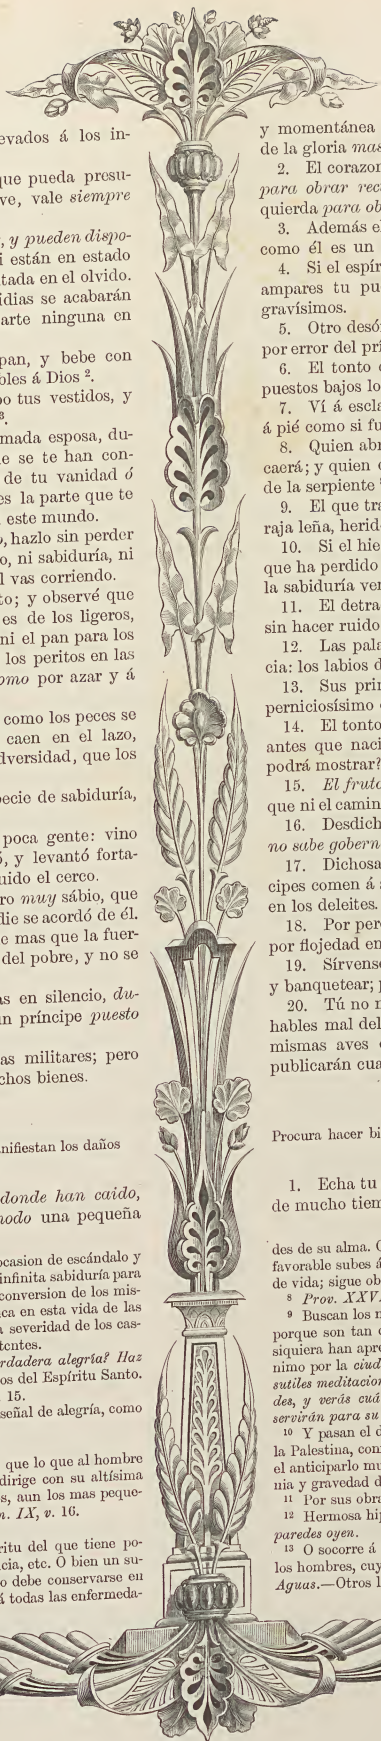 evados á los in-
que pueda presu-
ve, vale siempre
, y pueden dispo-
i están en estado
tada en el olvido.
idias se acabarán
arte ninguna en
pan, y bebe con
bles á Dios 2.
po tus vestidos, y
3.
mada esposa, du-
e se te han con-
de tu vanidad ó
es la parte que te
este mundo.
o, hazlo sin perder
o, ni sabiduría, ni
l vas corriendo.
to; y observé que
es de los ligeros,
ni el pan para los
los peritos en las
omo por azar y á
como los peces se
caen en el lazo,
dversidad, que los
pecie de sabiduría,
poca gente: vino
ó, y levantó forta-
uido el cerco.
ro muy sábio, que
die se acordó de él.
e mas que la fuer-
del pobre, y no se
as en silencio, du-
un príncipe puesto
as militares; pero
chos bienes.
nifiestan los daños
donde han caido,
modo una pequeña
ocasion de escándalo y
infinita sabiduría para
conversion de los mis-
ca en esta vida de las
a severidad de los cas-
tentes.
rdadera alegría? Haz
os del Espíritu Santo.
15.
señal de alegría, como
que lo que al hombre
dirige con su altísima
s, aun los mas peque-
n. IX, v. 16.
ritu del que tiene po-
cia, etc. O bien un su-
o debe conservarse en
á todas las enfermeda-
y momentánea
de la gloria mas
2. El corazon
para obrar rec
quierda para ob
3. Además el
como él es un
4. Si el espír
ampares tu pu
gravísimos.
5. Otro desór
por error del prí
6. El tonto c
puestos bajos lo
7. Ví á escla
á pié como si fu
8. Quien abr
caerá; y quien d
de la serpiente
9. El que tra
raja leña, herid
10. Si el hie
que ha perdido
la sabiduría ven
11. El detra
sin hacer ruido
12. Las pala
cia: los labios d
13. Sus prin
perniciosísimo
14. El tonto
antes que naci
podrá mostrar?
15. El fruto
que ni el camin
16. Desdich
no sabe gobern
17. Dichosa
cipes comen á s
en los deleites.
18. Por pere
por flojedad en
19. Sírvense
y banquetear; p
20. Tú no m
hables mal del
mismas aves
publicarán cua
Procura hacer bi
1. Echa tu
de mucho tiem
des de su alma. O
favorable subes á
de vida; sigue ob
8 Prov. XXV.
9 Buscan los m
porque son tan
siquiera han apre
nimo por la ciud
sutiles meditacion
des, y verás cuá
servirán para su
10 Y pasan el d
la Palestina, con
el anticiparlo mu
nia y gravedad d
11 Por sus obra
12 Hermosa hip
paredes oyen.
13 O socorre á
los hombres, cuy
Aguas.—Otros l